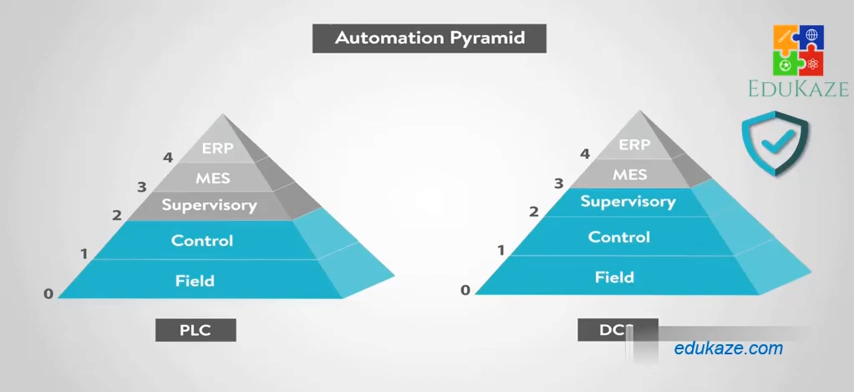 Automation Pyramid
EDUKAZE
4
ERP
3
MES
2
Supervisory
1
Control
0
Field
PLC
4
ERP
3
MES
2
Supervisory
1
Control
0
Field
edukaze.com